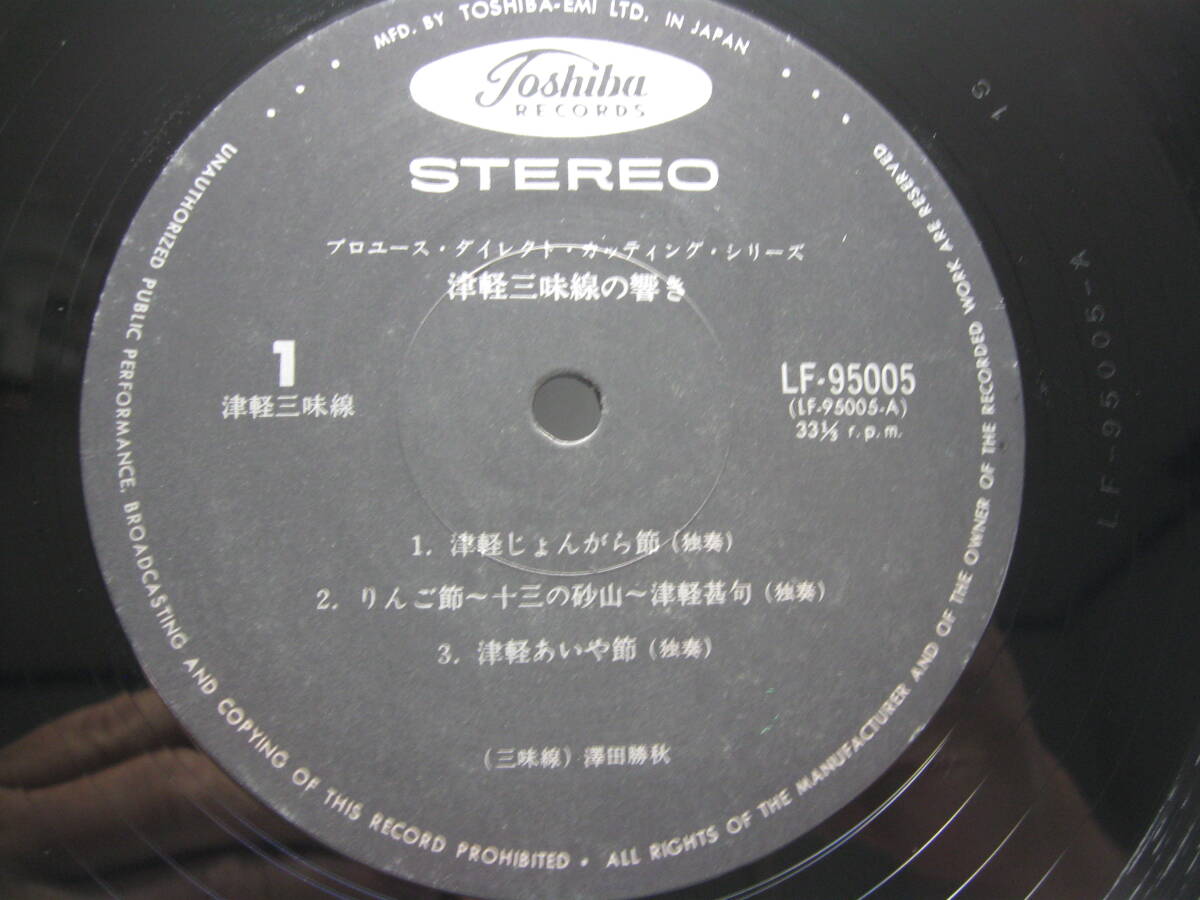 MFD. BY TOSHIBA-EMI LTD. IN JAPAN
Toshiba
RECORDS
STEREO
プロユース・ダイレクト・カッティング・シリーズ
津軽三味線の響き
1
津軽三味線
LF-95005
(LF-95005-A)
33⅓ r.p.m.
1. 津軽じょんがら節(独奏)
2. りんご節〜十三の砂山〜津軽甚句(独奏)
3. 津軽あいや節(独奏)
(三味線)澤田勝秋
UNAUTHORIZED PUBLIC PERFORMANCE, BROADCASTING AND COPYING OF THIS RECORD PROHIBITED • ALL RIGHTS OF THE MANUFACTURER AND OF THE OWNER OF THE RECORDED WORK ARE RESERVED
LF-95005-A